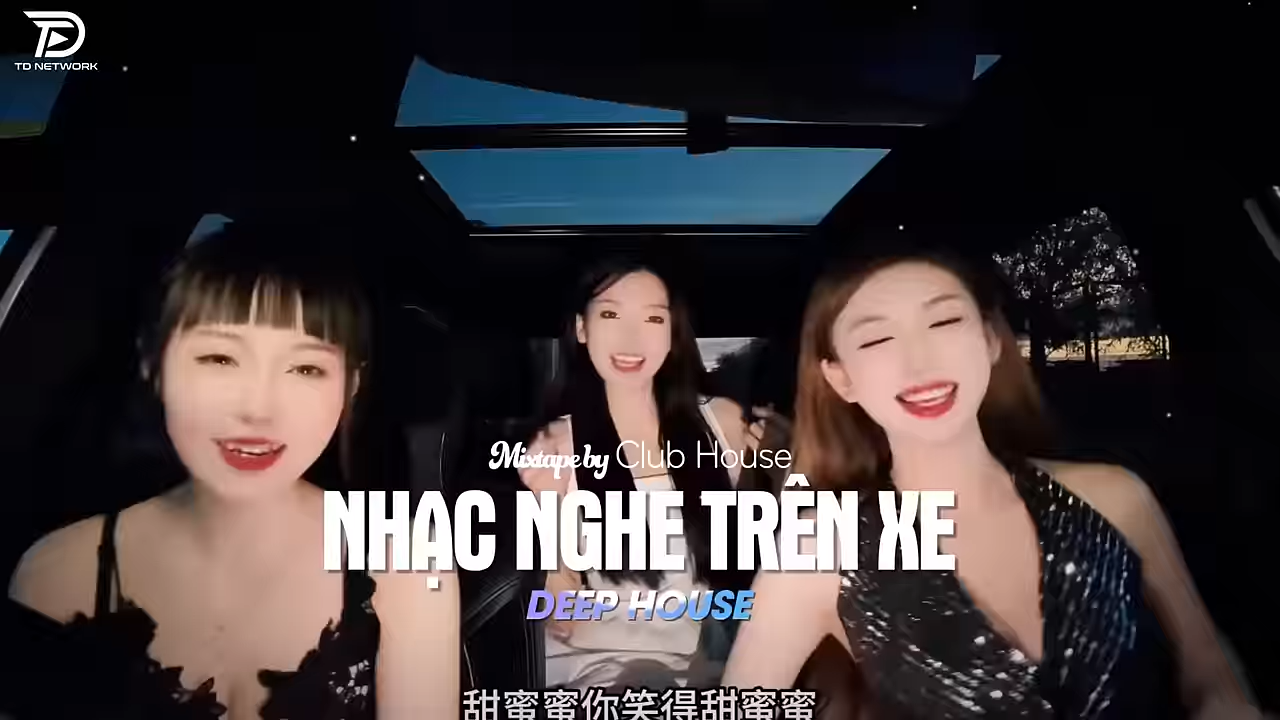 TD NETWORK
Mixtape by Club House
NHẠC NGHE TRÊN XE
DEEP HOUSE
甜蜜蜜你笑得甜蜜蜜